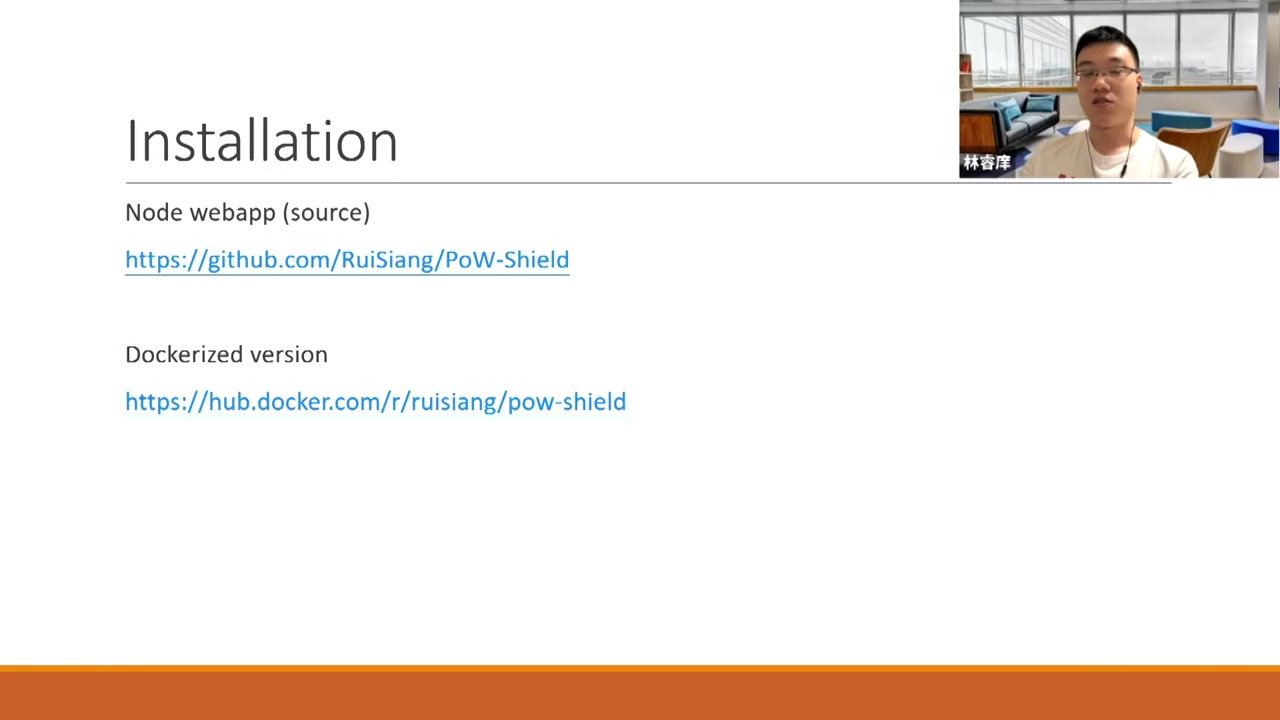 Installation
Node webapp (source)
https://github.com/RuiSiang/PoW-Shield
Dockerized version
https://hub.docker.com/r/ruisiang/pow-shield
林睿庠